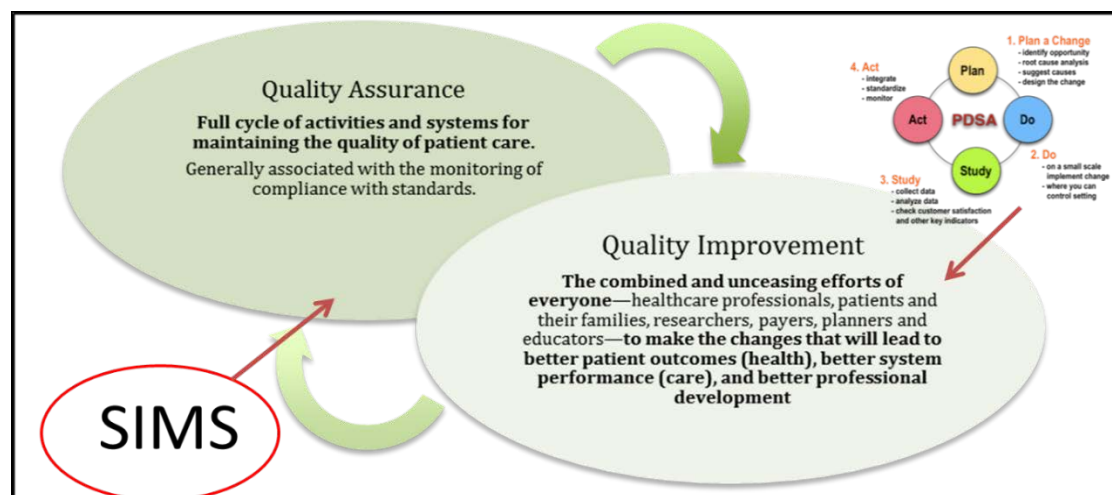 Quality Assurance
Full cycle of activities and systems for
maintaining the quality of patient care.
Generally associated with the monitoring of
compliance with standards.
1. Plan a Change
- identify opportunity
- root cause analysis
- suggest causes
- design the change
4. Act
- integrate
- standardize
- monitor
Plan
Act
PDSA
Do
Study
2. Do
- on a small scale
implement change
- where you can
control setting
3. Study
- collect data
- analyze data
- check customer satisfaction
and other key indicators
Quality Improvement
The combined and unceasing efforts of
everyone—healthcare professionals, patients and
their families, researchers, payers, planners and
educators—to make the changes that will lead to
better patient outcomes (health), better system
performance (care), and better professional
development
SIMS